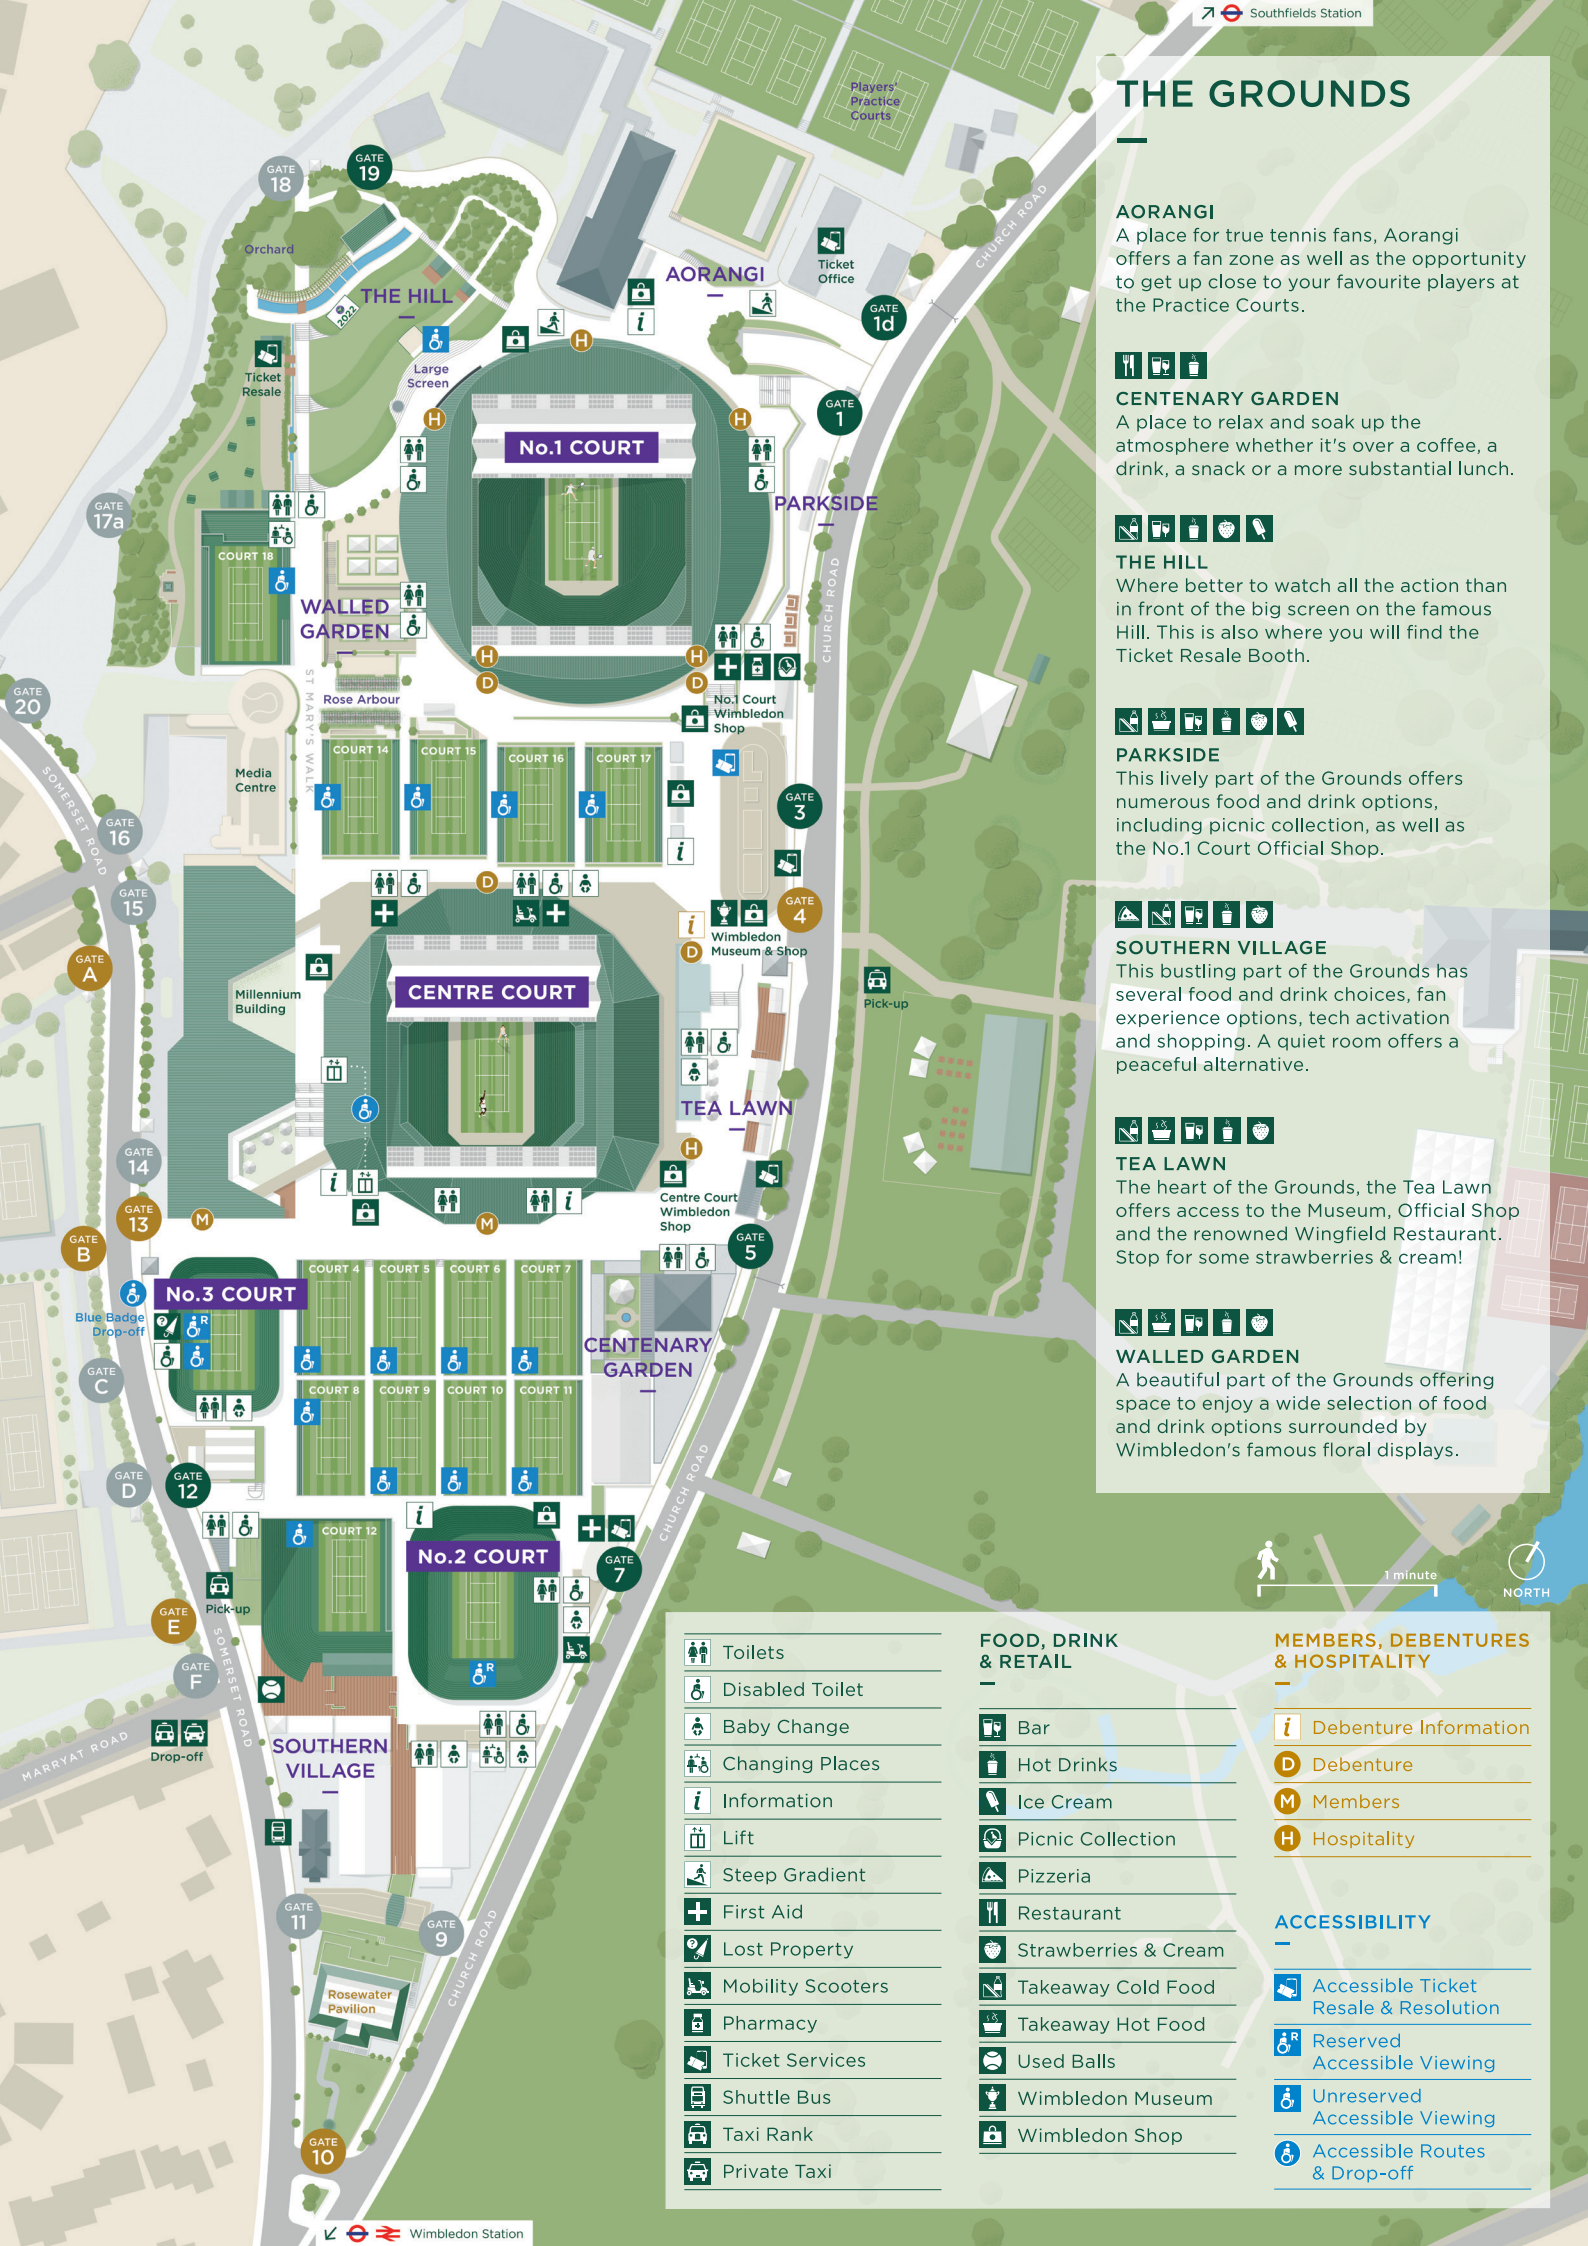 Southfields Station
THE GROUNDS
AORANGI
A place for true tennis fans, Aorangi
offers a fan zone as well as the opportunity
to get up close to your favourite players at
the Practice Courts.
CENTENARY GARDEN
A place to relax and soak up the
atmosphere whether it's over a coffee, a
drink, a snack or a more substantial lunch.
THE HILL
Where better to watch all the action than
in front of the big screen on the famous
Hill. This is also where you will find the
Ticket Resale Booth.
PARKSIDE
This lively part of the Grounds offers
numerous food and drink options,
including picnic collection, as well as
the No.1 Court Official Shop.
SOUTHERN VILLAGE
This bustling part of the Grounds has
several food and drink choices, fan
experience options, tech activation
and shopping. A quiet room offers a
peaceful alternative.
TEA LAWN
The heart of the Grounds, the Tea Lawn
offers access to the Museum, Official Shop
and the renowned Wingfield Restaurant.
Stop for some strawberries & cream!
WALLED GARDEN
A beautiful part of the Grounds offering
space to enjoy a wide selection of food
and drink options surrounded by
Wimbledon's famous floral displays.
Players'
Practice
Courts
GATE
18
GATE
19
Orchard
THE HILL
2022
AORANGI
i
Ticket
Office
CHURCH ROAD
GATE
1d
H
Large
Screen
Ticket
Resale
H
H
GATE
1
No.1 COURT
PARKSIDE
GATE
17a
COURT 18
WALLED
GARDEN
CHURCH ROAD
H
H
D
D
ST MARY'S WALK
Rose Arbour
No.1 Court
Wimbledon
Shop
GATE
20
SOMERSET ROAD
COURT 14
COURT 15
COURT 16
COURT 17
Media
Centre
GATE
3
GATE
16
i
D
GATE
15
GATE
4
i
D
Wimbledon
Museum & Shop
GATE
A
Millennium
Building
CENTRE COURT
Pick-up
TEA LAWN
GATE
14
H
i
i
Centre Court
Wimbledon
Shop
GATE
13
M
M
GATE
B
GATE
5
Blue Badge
Drop-off
No.3 COURT
R
COURT 4
COURT 5
COURT 6
COURT 7
CENTENARY
GARDEN
GATE
C
COURT 8
COURT 9
COURT 10
COURT 11
CHURCH ROAD
GATE
D
GATE
12
i
COURT 12
No.2 COURT
GATE
7
R
Pick-up
GATE
E
SOMERSET ROAD
GATE
F
MARRYAT ROAD
Drop-off
SOUTHERN
VILLAGE
GATE
11
GATE
9
CHURCH ROAD
Rosewater
Pavilion
GATE
10
Wimbledon Station
1 minute
NORTH
Toilets
Disabled Toilet
Baby Change
Changing Places
i Information
Lift
Steep Gradient
First Aid
Lost Property
Mobility Scooters
Pharmacy
Ticket Services
Shuttle Bus
Taxi Rank
Private Taxi
FOOD, DRINK
& RETAIL
Bar
Hot Drinks
Ice Cream
Picnic Collection
Pizzeria
Restaurant
Strawberries & Cream
Takeaway Cold Food
Takeaway Hot Food
Used Balls
Wimbledon Museum
Wimbledon Shop
MEMBERS, DEBENTURES
& HOSPITALITY
i Debenture Information
D Debenture
M Members
H Hospitality
ACCESSIBILITY
Accessible Ticket
Resale & Resolution
R Reserved
Accessible Viewing
Unreserved
Accessible Viewing
Accessible Routes
& Drop-off